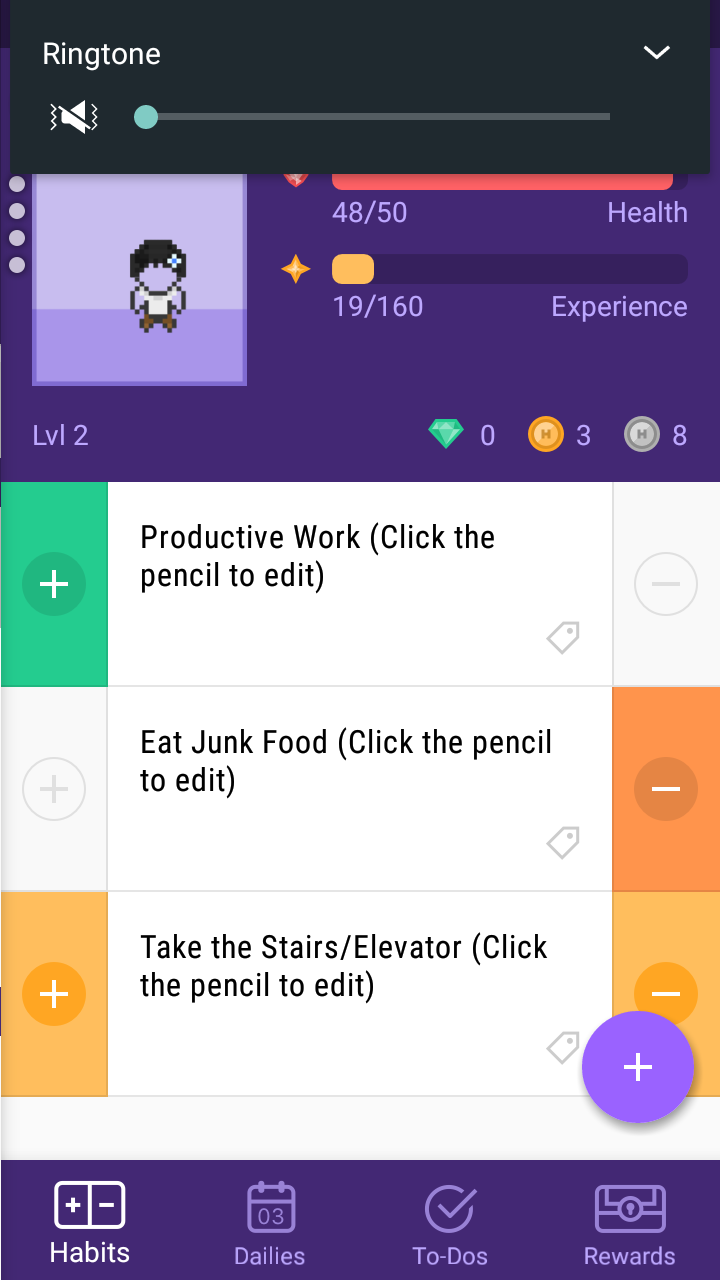 Ringtone
48/50 Health
19/160 Experience
Lvl 2 0 3 8
Productive Work (Click the
pencil to edit)
Eat Junk Food (Click the pencil
to edit)
Take the Stairs/Elevator (Click
the pencil to edit)
03
Habits Dailies To-Dos Rewards